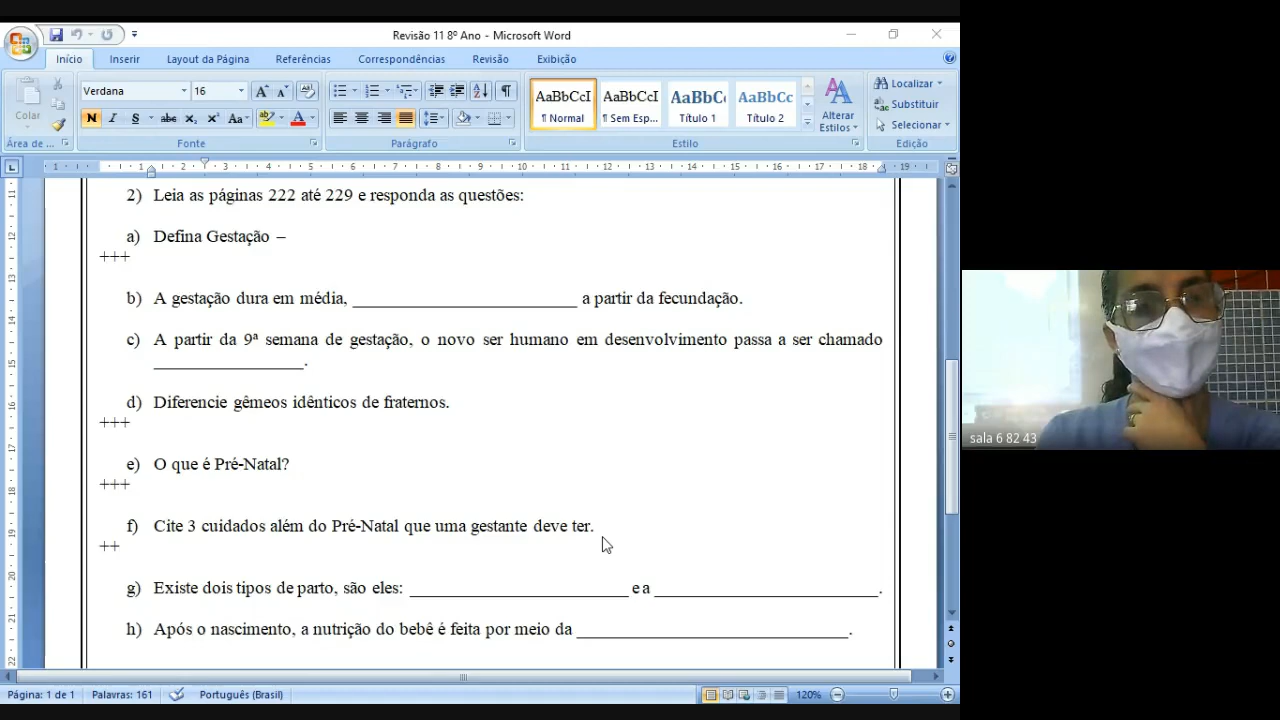 Revisão 11 8º Ano - Microsoft Word
Início Inserir Layout da Página Referências Correspondências Revisão Exibição
Verdana 16
Colar
Área de... Fonte Parágrafo Estilo Edição
AaBbCcI AaBbCcI AaBbC AaBbCc
¶ Normal ¶ Sem Esp... Título 1 Título 2
Alterar Estilos
Localizar
Substituir
Selecionar
2) Leia as páginas 222 até 229 e responda as questões:
a) Defina Gestação –
+++
b) A gestação dura em média, __________________________ a partir da fecundação.
c) A partir da 9ª semana de gestação, o novo ser humano em desenvolvimento passa a ser chamado
_________________.
d) Diferencie gêmeos idênticos de fraternos.
+++
e) O que é Pré-Natal?
+++
f) Cite 3 cuidados além do Pré-Natal que uma gestante deve ter.
++
g) Existe dois tipos de parto, são eles: _________________________ e a __________________________.
h) Após o nascimento, a nutrição do bebê é feita por meio da _______________________________.
sala 6 82 43
Página: 1 de 1 Palavras: 161 Português (Brasil) 120%